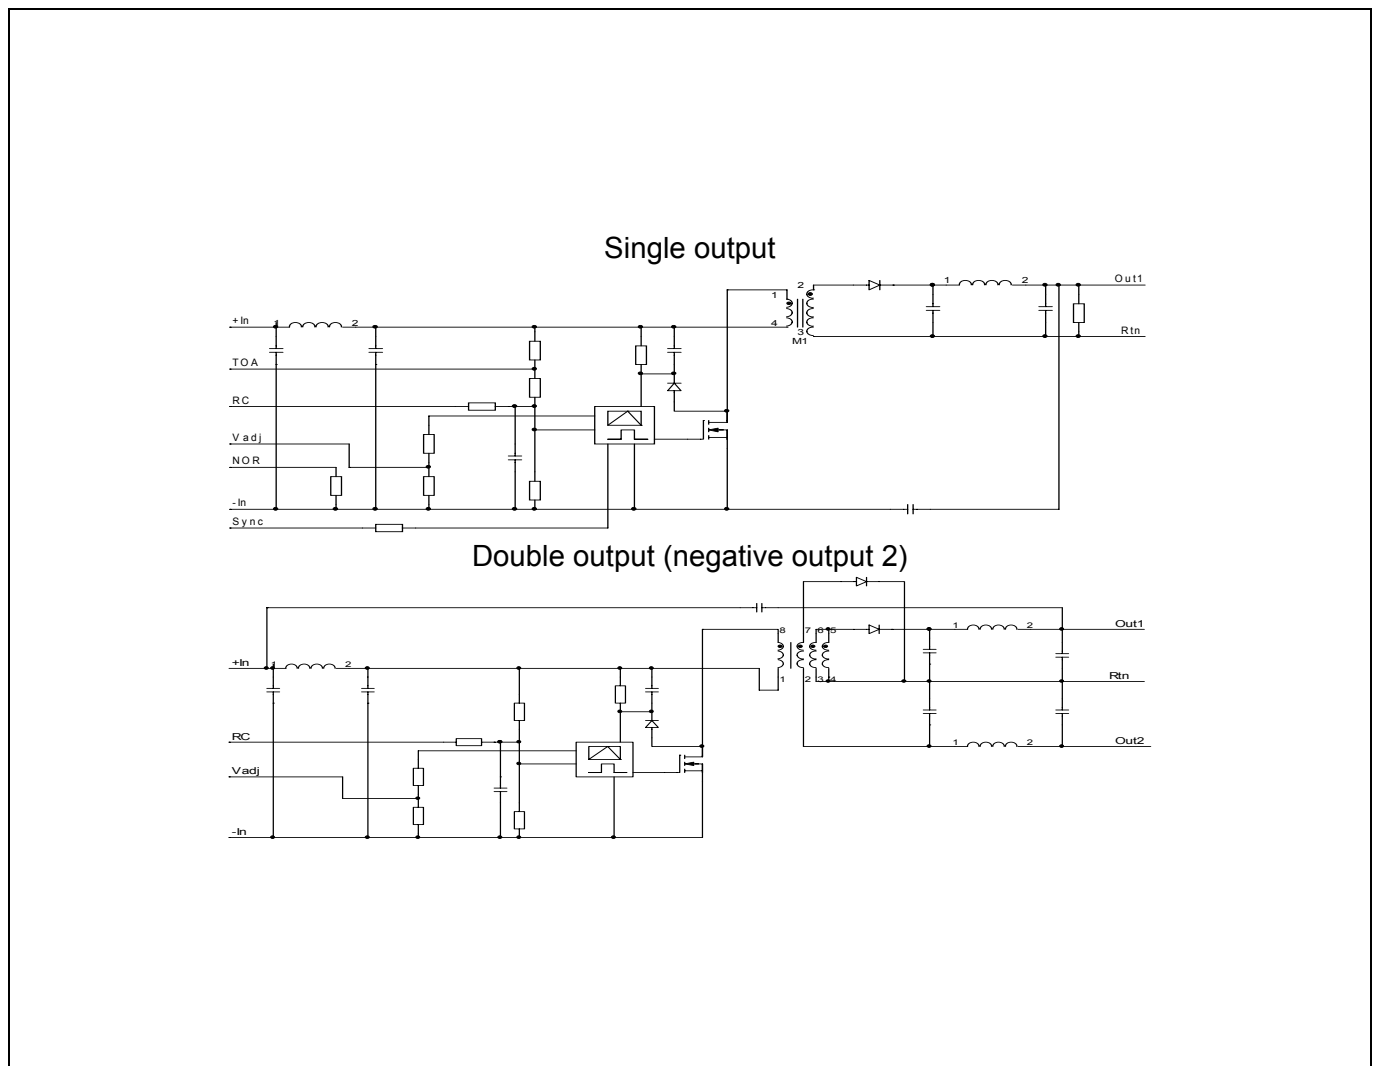 Single output
1 2 Out1
2
1
+In 1 2 4 3 Rtn
M1
TOA
RC
Vadj
NOR
-In
Sync
Double output (negative output 2)
8 7 6 5 1 2 Out1
+In 1 2
1 2 3 4 Rtn
RC 1 2 Out2
Vadj
-In